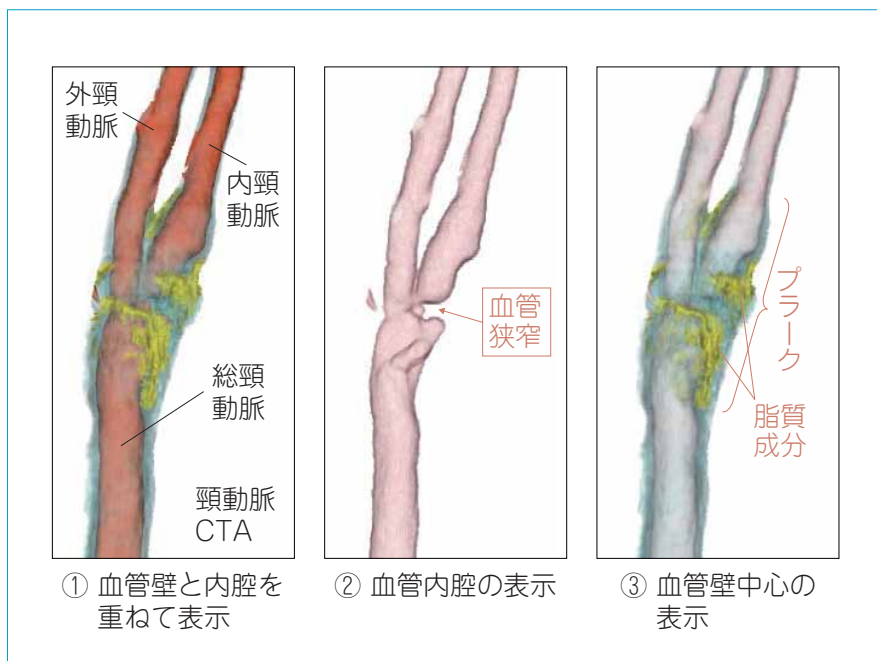 外頸
動脈
内頸
動脈
総頸
動脈
頸動脈
CTA
① 血管壁と内腔を
重ねて表示
血管
狭窄
② 血管内腔の表示
プラーク
脂質
成分
③ 血管壁中心の
表示